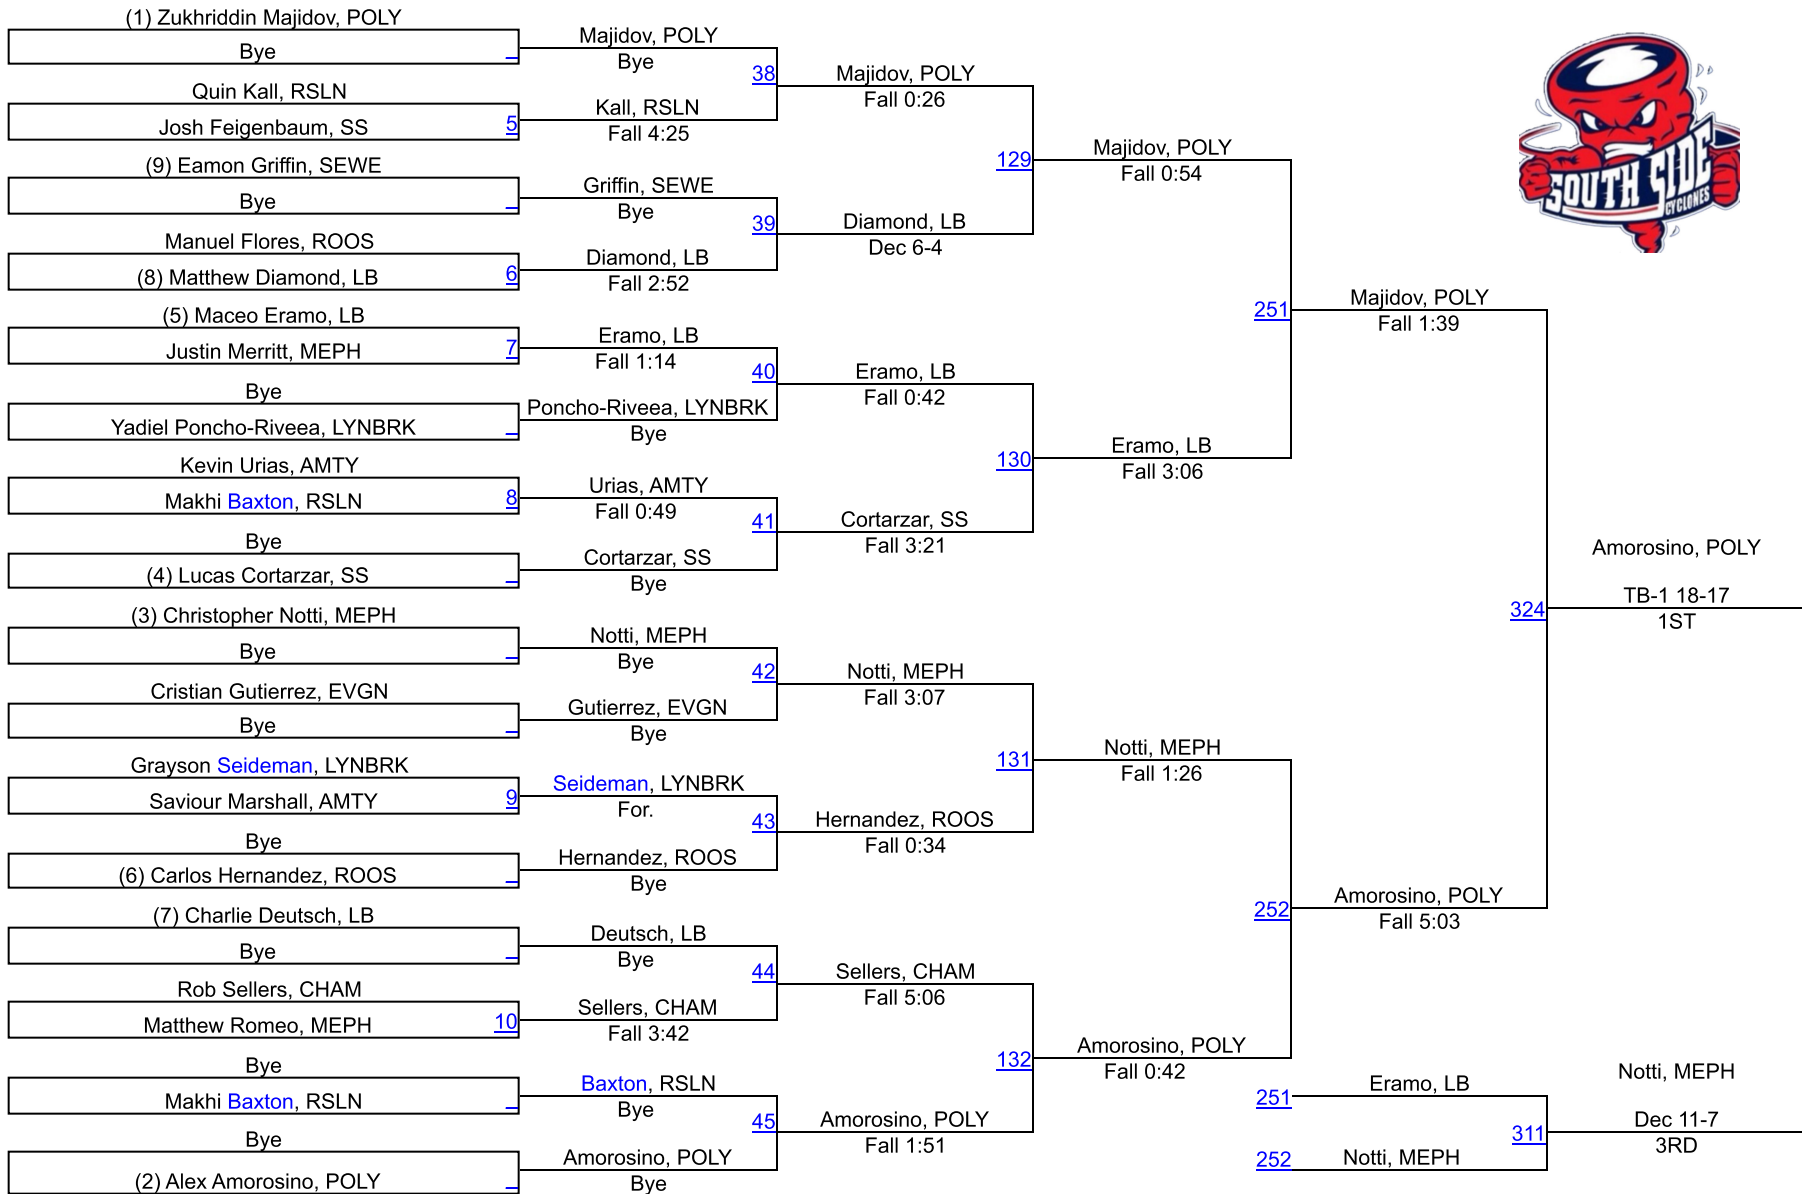 (1) Zukhriddin Majidov, POLY
Bye
Quin Kall, RSLN
Josh Feigenbaum, SS 5
(9) Eamon Griffin, SEWE
Bye
Manuel Flores, ROOS
(8) Matthew Diamond, LB 6
(5) Maceo Eramo, LB
Justin Merritt, MEPH 7
Bye
Yadiel Poncho-Riveea, LYNBRK
Kevin Urias, AMTY
Makhi Baxton, RSLN 8
Bye
(4) Lucas Cortarzar, SS
(3) Christopher Notti, MEPH
Bye
Cristian Gutierrez, EVGN
Bye
Grayson Seideman, LYNBRK
Saviour Marshall, AMTY 9
Bye
(6) Carlos Hernandez, ROOS
(7) Charlie Deutsch, LB
Bye
Rob Sellers, CHAM
Matthew Romeo, MEPH 10
Bye
Makhi Baxton, RSLN
Bye
(2) Alex Amorosino, POLY
Majidov, POLY
Bye
38
Kall, RSLN
Fall 4:25
Griffin, SEWE
Bye
39
Diamond, LB
Fall 2:52
Eramo, LB
Fall 1:14
40
Poncho-Riveea, LYNBRK
Bye
Urias, AMTY
Fall 0:49
41
Cortarzar, SS
Bye
Notti, MEPH
Bye
42
Gutierrez, EVGN
Bye
Seideman, LYNBRK
For.
43
Hernandez, ROOS
Bye
Deutsch, LB
Bye
44
Sellers, CHAM
Fall 3:42
Baxton, RSLN
Bye
45
Amorosino, POLY
Bye
Majidov, POLY
Fall 0:26
129
Diamond, LB
Dec 6-4
Eramo, LB
Fall 0:42
130
Cortarzar, SS
Fall 3:21
Notti, MEPH
Fall 3:07
131
Hernandez, ROOS
Fall 0:34
Sellers, CHAM
Fall 5:06
132
Amorosino, POLY
Fall 1:51
Majidov, POLY
Fall 0:54
251
Eramo, LB
Fall 3:06
Notti, MEPH
Fall 1:26
252
Amorosino, POLY
Fall 0:42
Majidov, POLY
Fall 1:39
324
Amorosino, POLY
Fall 5:03
Amorosino, POLY
TB-1 18-17
1ST
251 Eramo, LB
311
252 Notti, MEPH
Notti, MEPH
Dec 11-7
3RD
SOUTH SIDE
CYCLONES